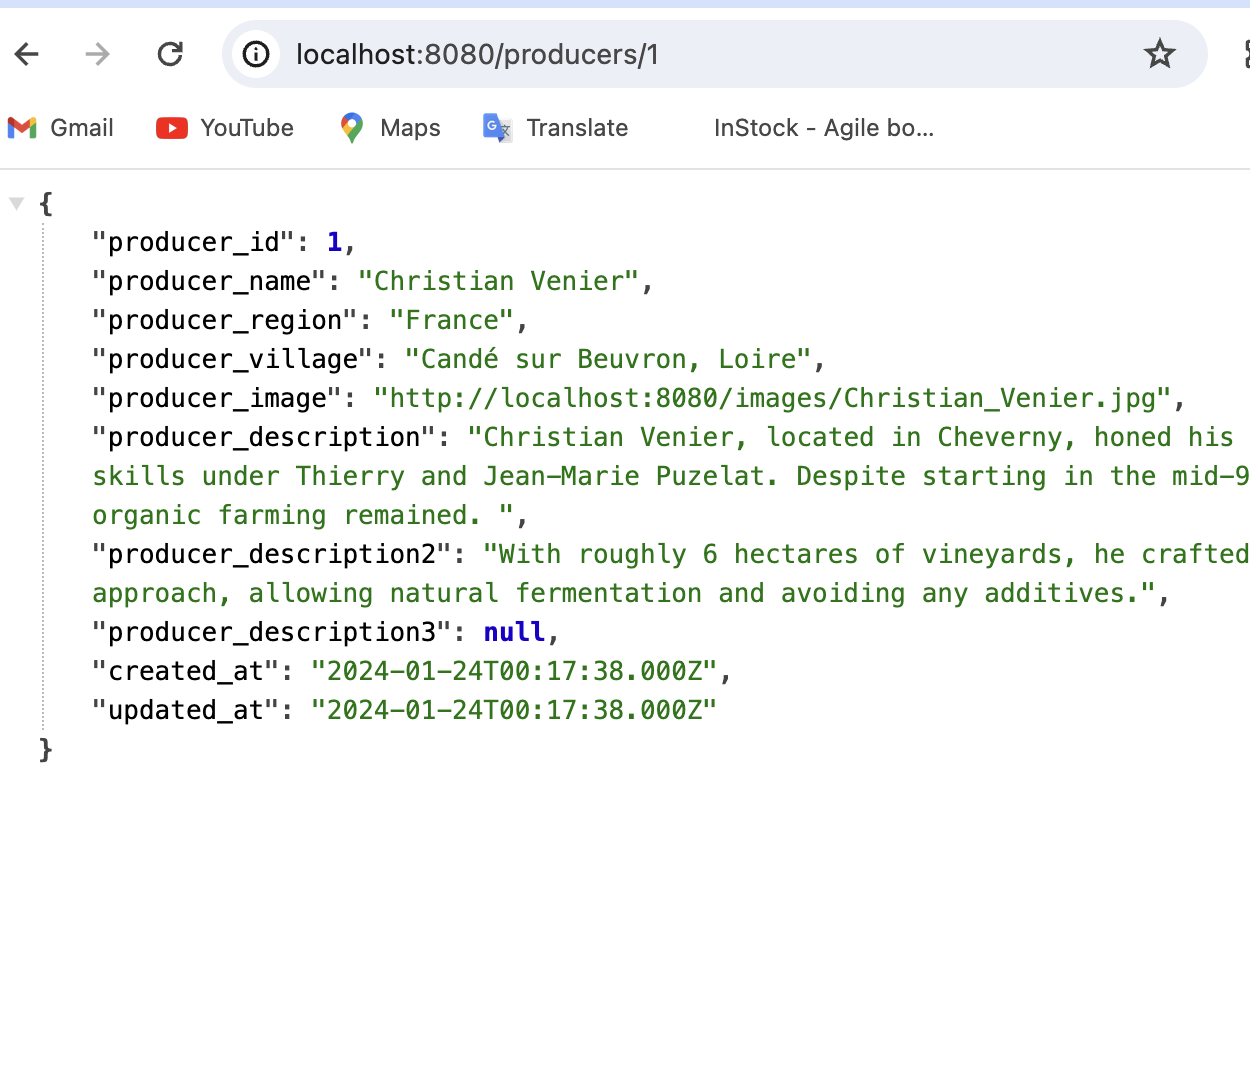 localhost:8080/producers/1
Gmail YouTube Maps Translate InStock - Agile bo...
{
"producer_id": 1,
"producer_name": "Christian Venier",
"producer_region": "France",
"producer_village": "Candé sur Beuvron, Loire",
"producer_image": "http://localhost:8080/images/Christian_Venier.jpg",
"producer_description": "Christian Venier, located in Cheverny, honed his
skills under Thierry and Jean-Marie Puzelat. Despite starting in the mid-9
organic farming remained. ",
"producer_description2": "With roughly 6 hectares of vineyards, he crafted
approach, allowing natural fermentation and avoiding any additives.",
"producer_description3": null,
"created_at": "2024-01-24T00:17:38.000Z",
"updated_at": "2024-01-24T00:17:38.000Z"
}